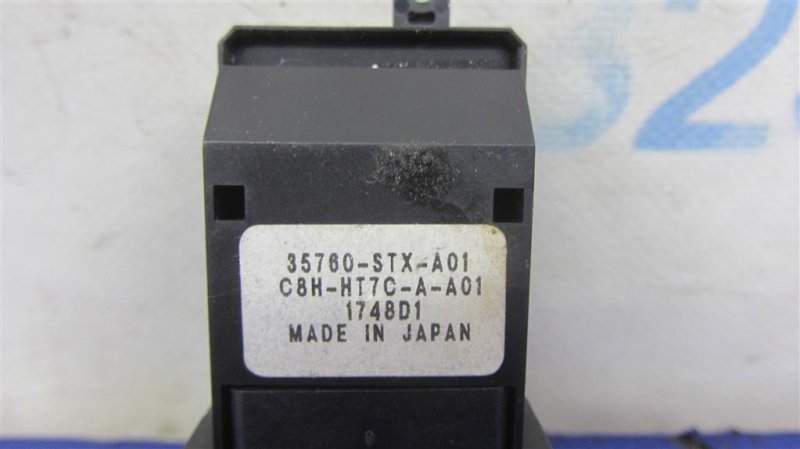 35760-STX-A01
C8H-HT7C-A-A01
1748D1
MADE IN JAPAN